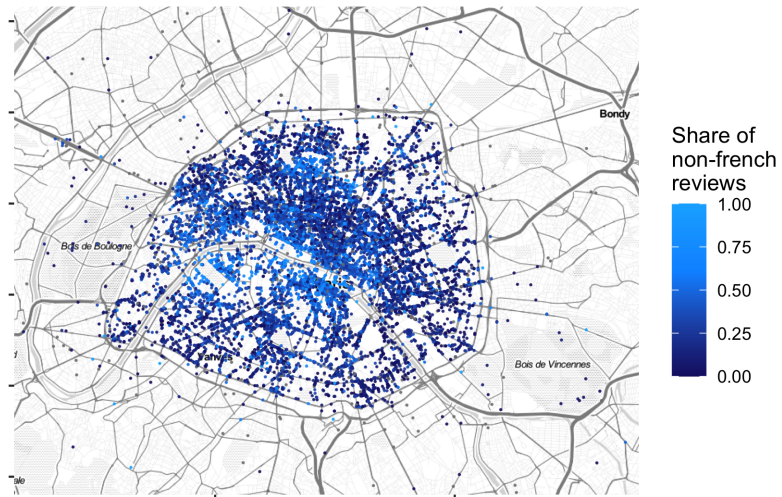 Bondy
Share of
non-french
reviews
1.00
0.75
0.50
0.25
0.00
Bois de Boulogne
Vanves
Bois de Vincennes